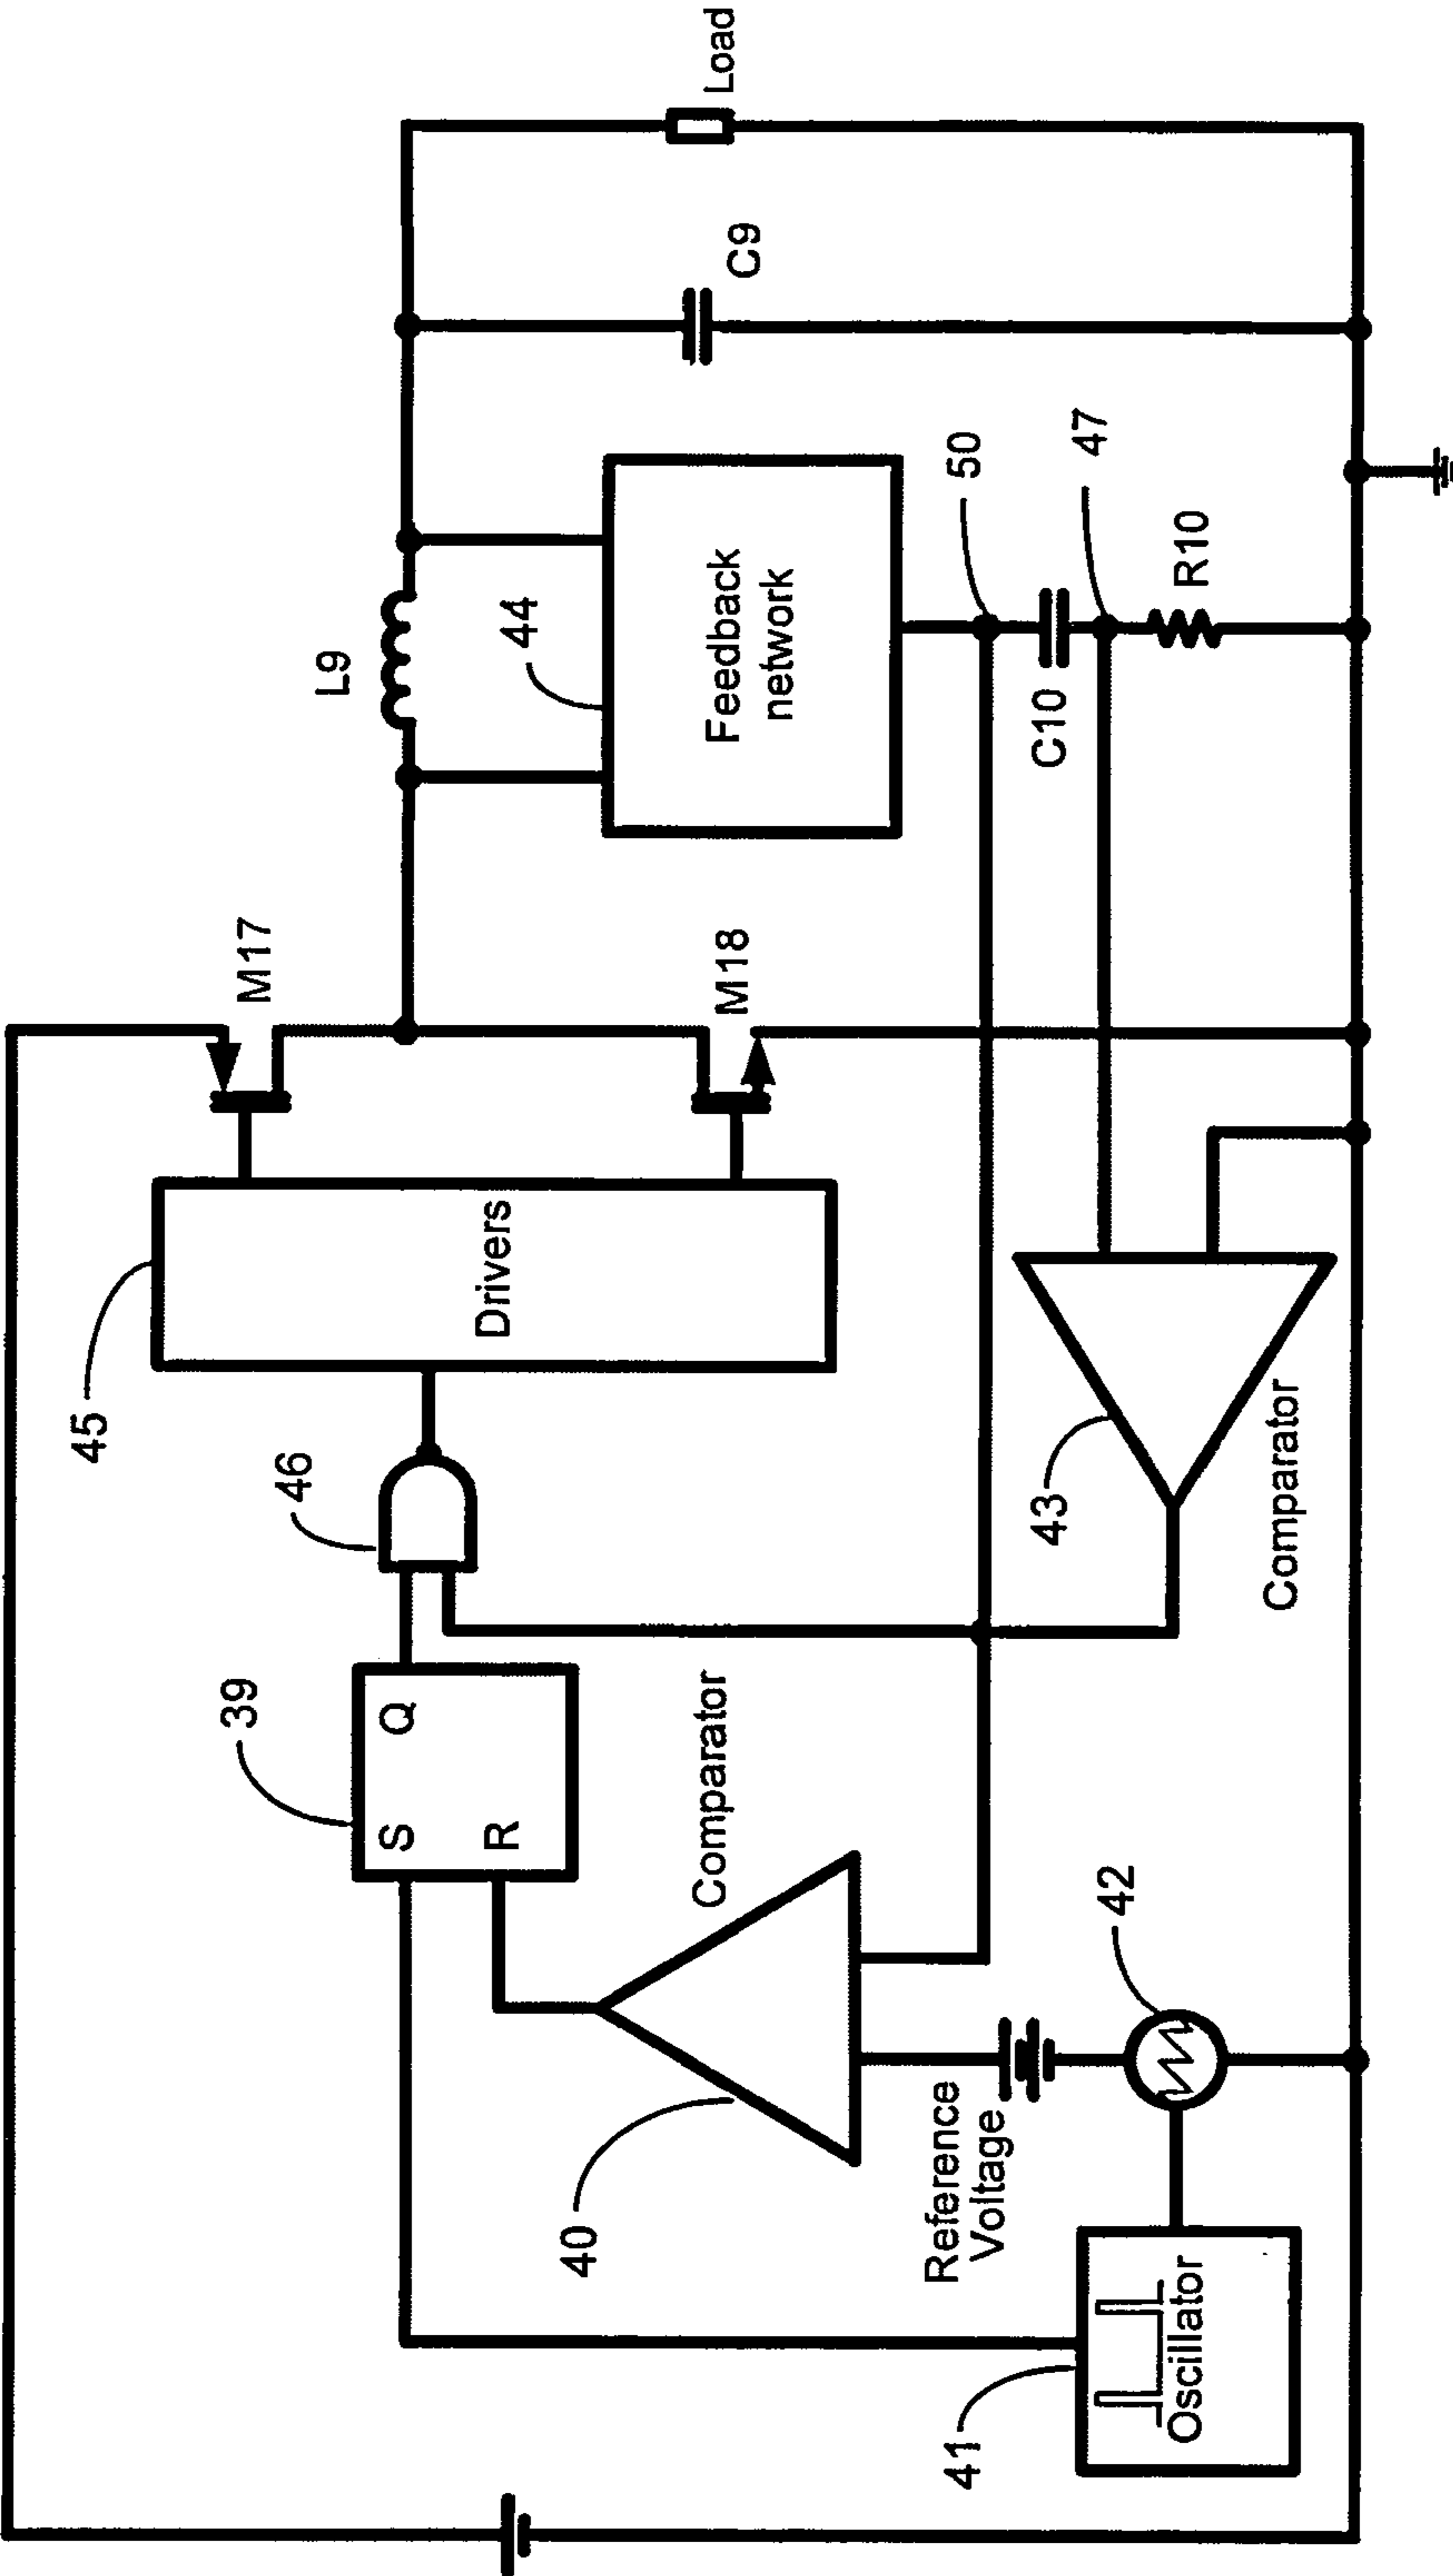 45
Drivers
M17
M18
L9
44
Feedback
network
C9
Load
46
39
S
Q
R
Comparator
40
50
47
C10
R10
43
Comparator
Reference
Voltage
42
41
Oscillator